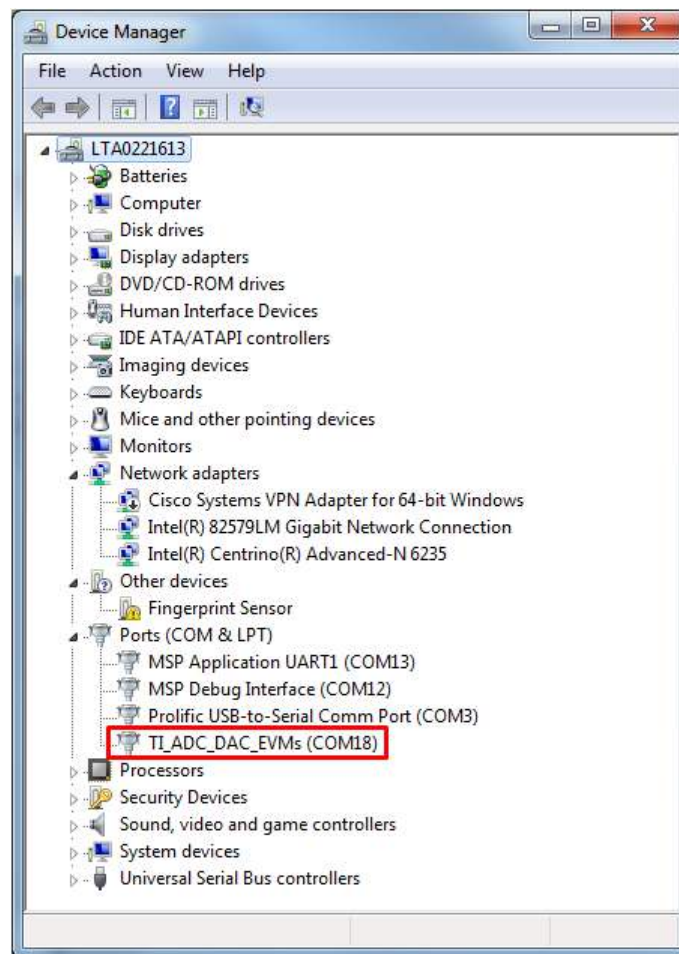 Device Manager
File Action View Help
LTA0221613
Batteries
Computer
Disk drives
Display adapters
DVD/CD-ROM drives
Human Interface Devices
IDE ATA/ATAPI controllers
Imaging devices
Keyboards
Mice and other pointing devices
Monitors
Network adapters
Cisco Systems VPN Adapter for 64-bit Windows
Intel(R) 82579LM Gigabit Network Connection
Intel(R) Centrino(R) Advanced-N 6235
Other devices
Fingerprint Sensor
Ports (COM & LPT)
MSP Application UART1 (COM13)
MSP Debug Interface (COM12)
Prolific USB-to-Serial Comm Port (COM3)
TI_ADC_DAC_EVMs (COM18)
Processors
Security Devices
Sound, video and game controllers
System devices
Universal Serial Bus controllers